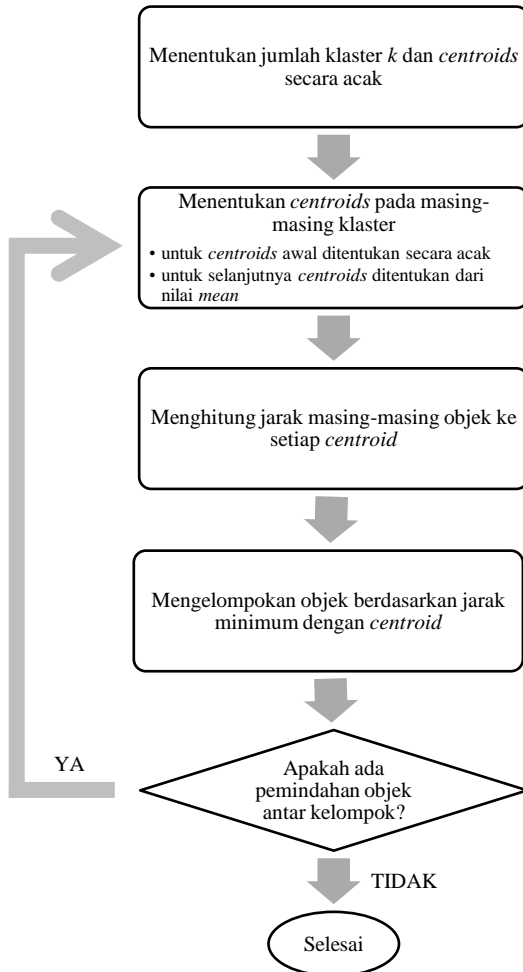 Menentukan jumlah klaster k dan centroids
secara acak
Menentukan centroids pada masing-
masing klaster
• untuk centroids awal ditentukan secara acak
• untuk selanjutnya centroids ditentukan dari
nilai mean
Menghitung jarak masing-masing objek ke
setiap centroid
Mengelompokan objek berdasarkan jarak
minimum dengan centroid
YA
Apakah ada
pemindahan objek
antar kelompok?
TIDAK
Selesai